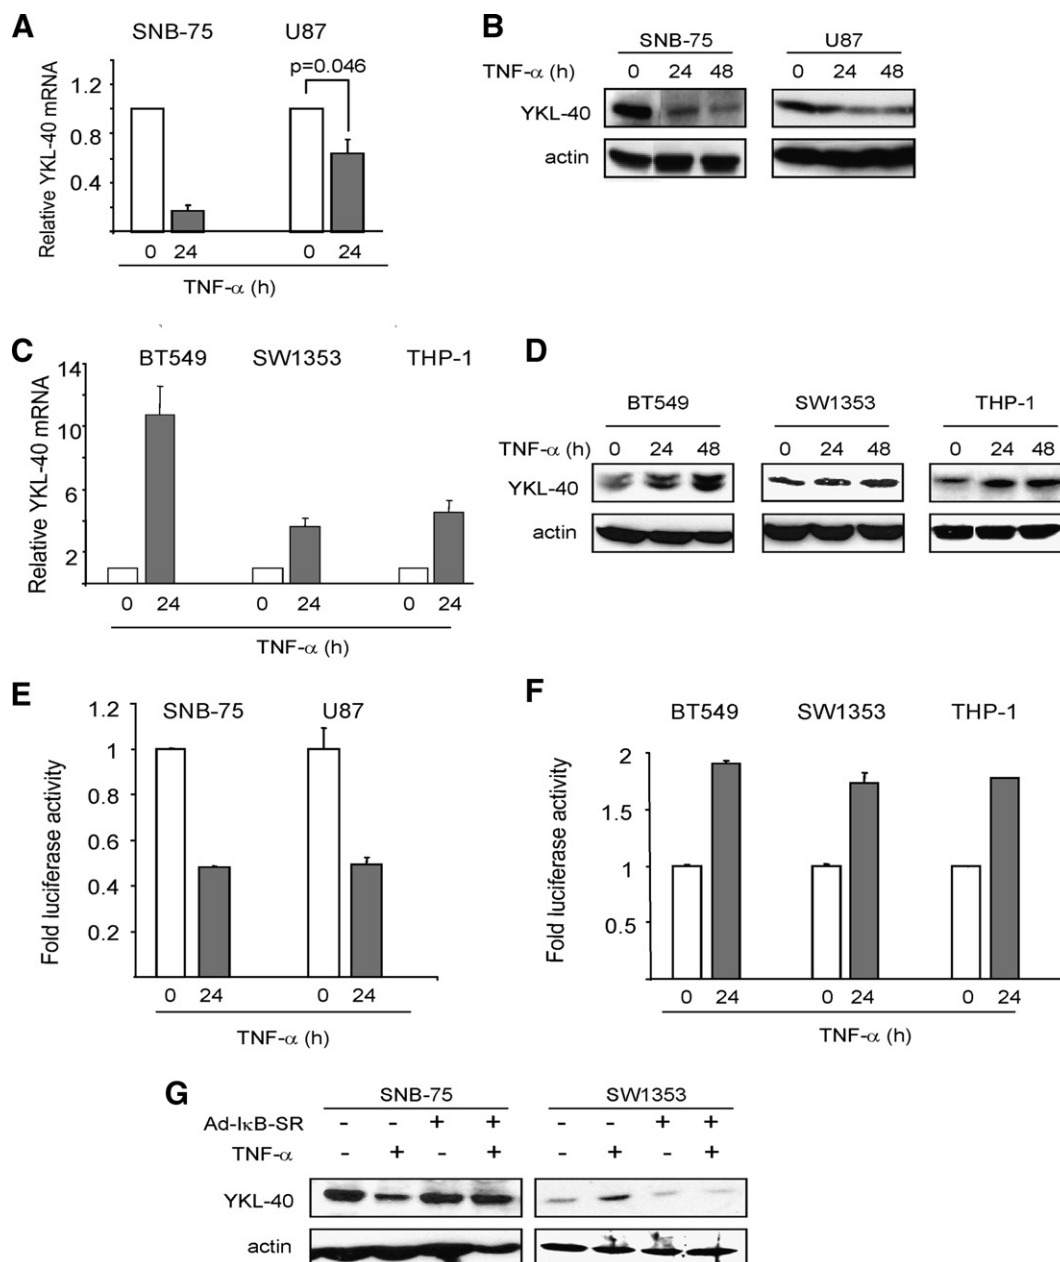 A
SNB-75 U87
p=0.046
Relative YKL-40 mRNA
1.2
0.8
0.4
0 24 0 24
TNF-α (h)
B
SNB-75 U87
TNF-α (h) 0 24 48 0 24 48
YKL-40
actin
C
BT549 SW1353 THP-1
Relative YKL-40 mRNA
14
10
6
2
0 24 0 24 0 24
TNF-α (h)
D
BT549 SW1353 THP-1
TNF-α (h) 0 24 48 0 24 48 0 24 48
YKL-40
actin
E
SNB-75 U87
Fold luciferase activity
1.2
1
0.8
0.6
0.4
0.2
0 24 0 24
TNF-α (h)
F
BT549 SW1353 THP-1
Fold luciferase activity
2
1.5
1
0.5
0 24 0 24 0 24
TNF-α (h)
G
SNB-75 SW1353
Ad-IκB-SR - - + + - - + +
TNF-α - + - + - + - +
YKL-40
actin